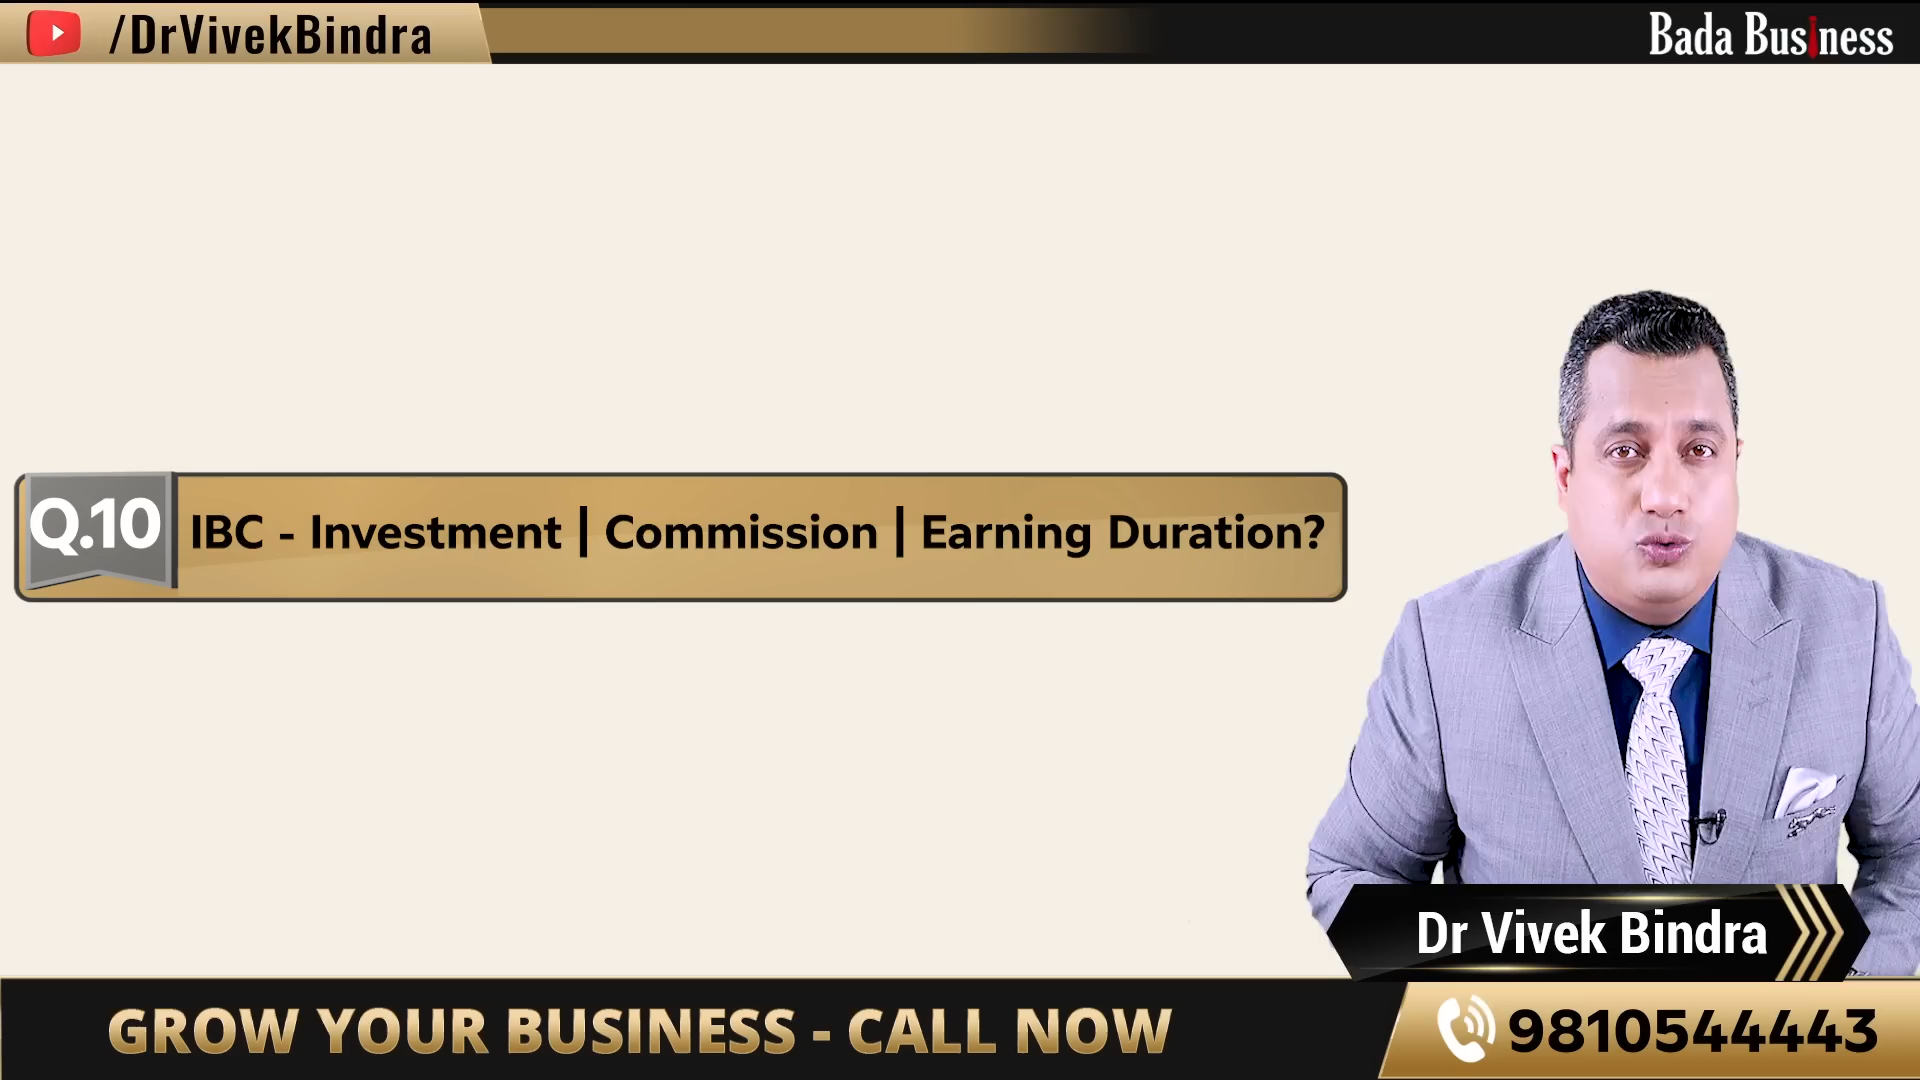 /DrVivekBindra
Bada Business
Q.10 IBC - Investment | Commission | Earning Duration?
Dr Vivek Bindra
GROW YOUR BUSINESS - CALL NOW
9810544443